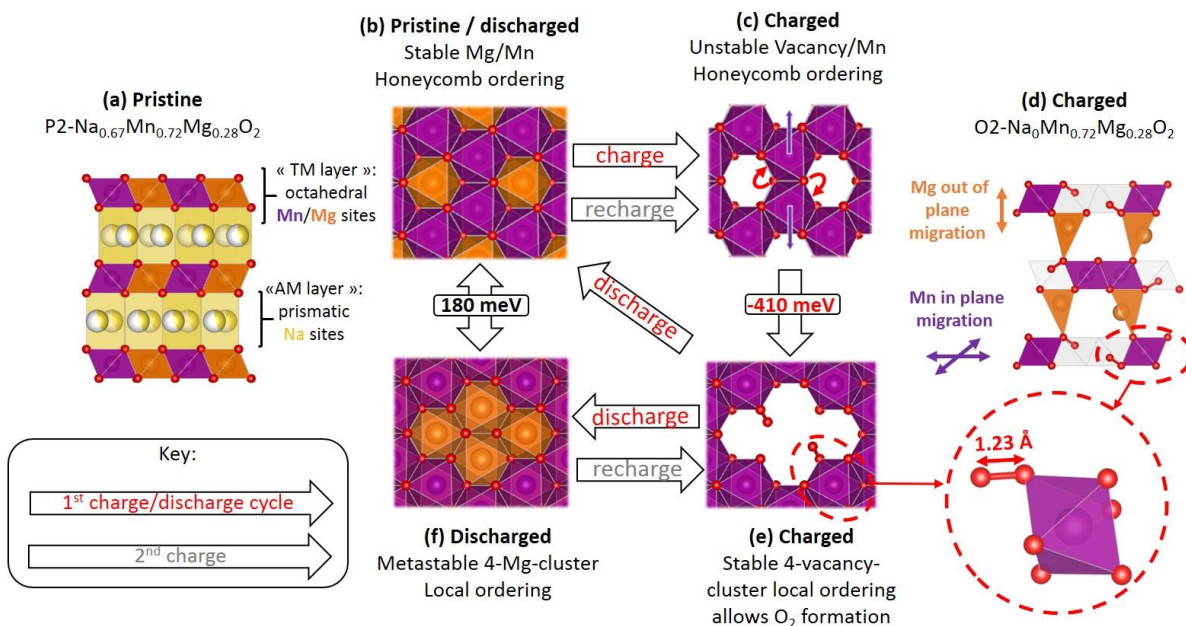 (a) Pristine
P2-Na0.67Mn0.72Mg0.28O2
« TM layer »:
octahedral
Mn/Mg sites
«AM layer »:
prismatic
Na sites
(b) Pristine / discharged
Stable Mg/Mn
Honeycomb ordering
charge
recharge
(c) Charged
Unstable Vacancy/Mn
Honeycomb ordering
(d) Charged
O2-Na0Mn0.72Mg0.28O2
Mg out of
plane
migration
Mn in plane
migration
180 meV
discharge
-410 meV
discharge
recharge
1.23 Å
(e) Charged
Stable 4-vacancy-
cluster local ordering
allows O2 formation
(f) Discharged
Metastable 4-Mg-cluster
Local ordering
Key:
1st charge/discharge cycle
2nd charge